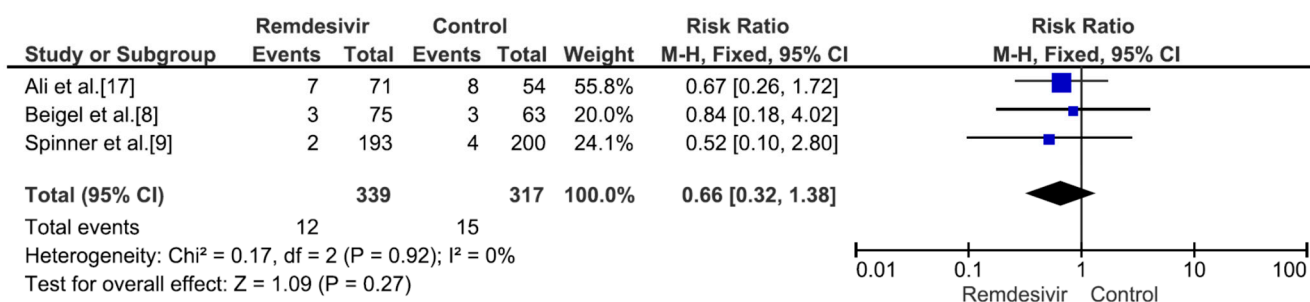 Remdesivir Control Risk Ratio Risk Ratio
Study or Subgroup Events Total Events Total Weight M-H, Fixed, 95% CI M-H, Fixed, 95% CI
Ali et al.[17] 7 71 8 54 55.8% 0.67 [0.26, 1.72]
Beigel et al.[8] 3 75 3 63 20.0% 0.84 [0.18, 4.02]
Spinner et al.[9] 2 193 4 200 24.1% 0.52 [0.10, 2.80]
Total (95% CI) 339 317 100.0% 0.66 [0.32, 1.38]
Total events 12 15
Heterogeneity: Chi² = 0.17, df = 2 (P = 0.92); I² = 0%
Test for overall effect: Z = 1.09 (P = 0.27)
0.01 0.1 1 10 100
Remdesivir Control